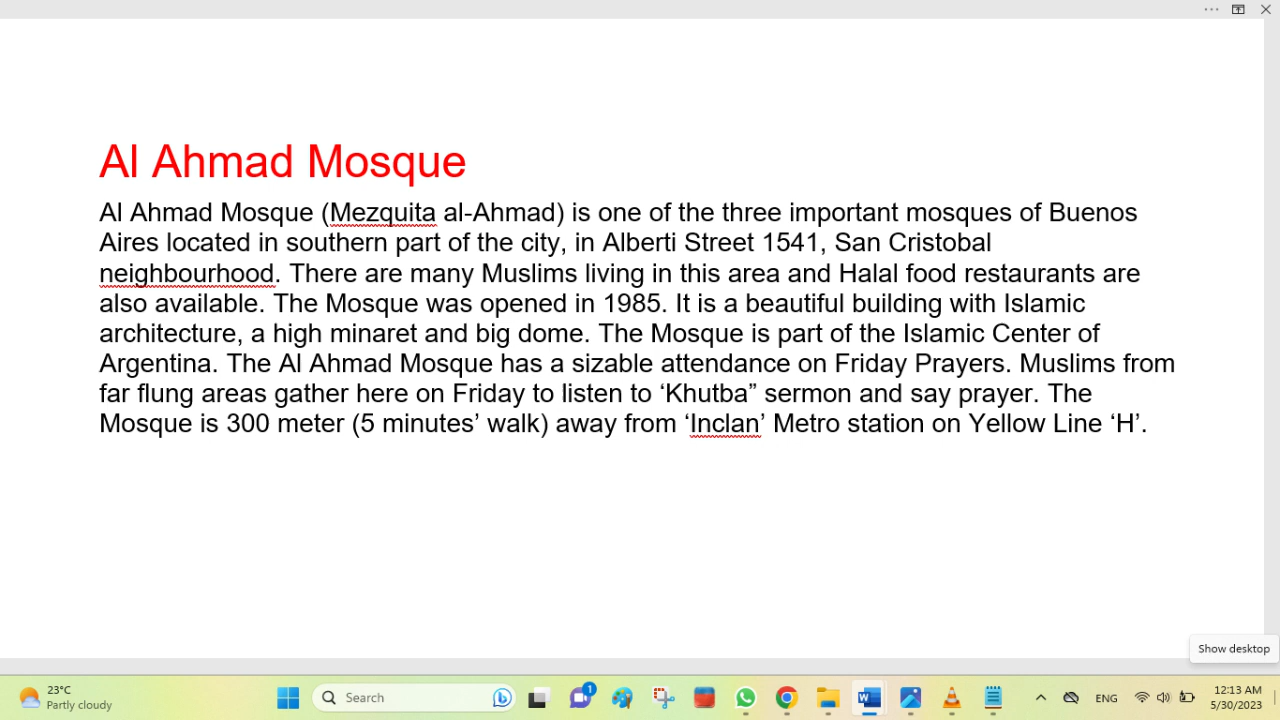 Al Ahmad Mosque
Al Ahmad Mosque (Mezquita al-Ahmad) is one of the three important mosques of Buenos
Aires located in southern part of the city, in Alberti Street 1541, San Cristobal
neighbourhood. There are many Muslims living in this area and Halal food restaurants are
also available. The Mosque was opened in 1985. It is a beautiful building with Islamic
architecture, a high minaret and big dome. The Mosque is part of the Islamic Center of
Argentina. The Al Ahmad Mosque has a sizable attendance on Friday Prayers. Muslims from
far flung areas gather here on Friday to listen to ‘Khutba” sermon and say prayer. The
Mosque is 300 meter (5 minutes’ walk) away from ‘Inclan’ Metro station on Yellow Line ‘H’.
Show desktop
23°C
Partly cloudy
Search
1
ENG
12:13 AM
5/30/2023